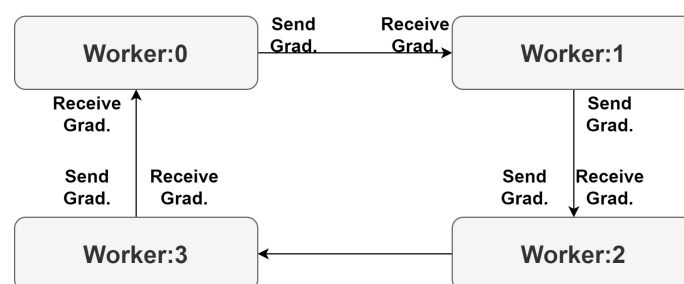 Send
Grad.
Receive
Grad.
Worker:0
Worker:1
Receive
Grad.
Send
Grad.
Send
Grad.
Receive
Grad.
Send
Grad.
Receive
Grad.
Worker:3
Worker:2